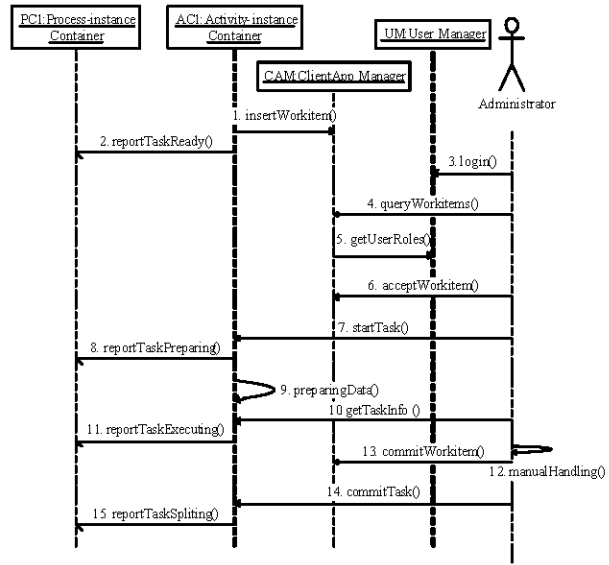 PC1:Process-instance
Container
AC1:Activity-instance
Container
UM:User Manager
CAM:ClientApp Manager
Administrator
1. insertWorkitem()
2. reportTaskReady()
3.login()
4. queryWorkitems()
5. getUserRoles()
6. acceptWorkitem()
7. startTask()
8. reportTaskPreparing()
9. preparingData()
10 getTaskInfo ()
11. reportTaskExecuting()
13. commitWorkitem()
12. manualHandling()
14. commitTask()
15. reportTaskSpliting()